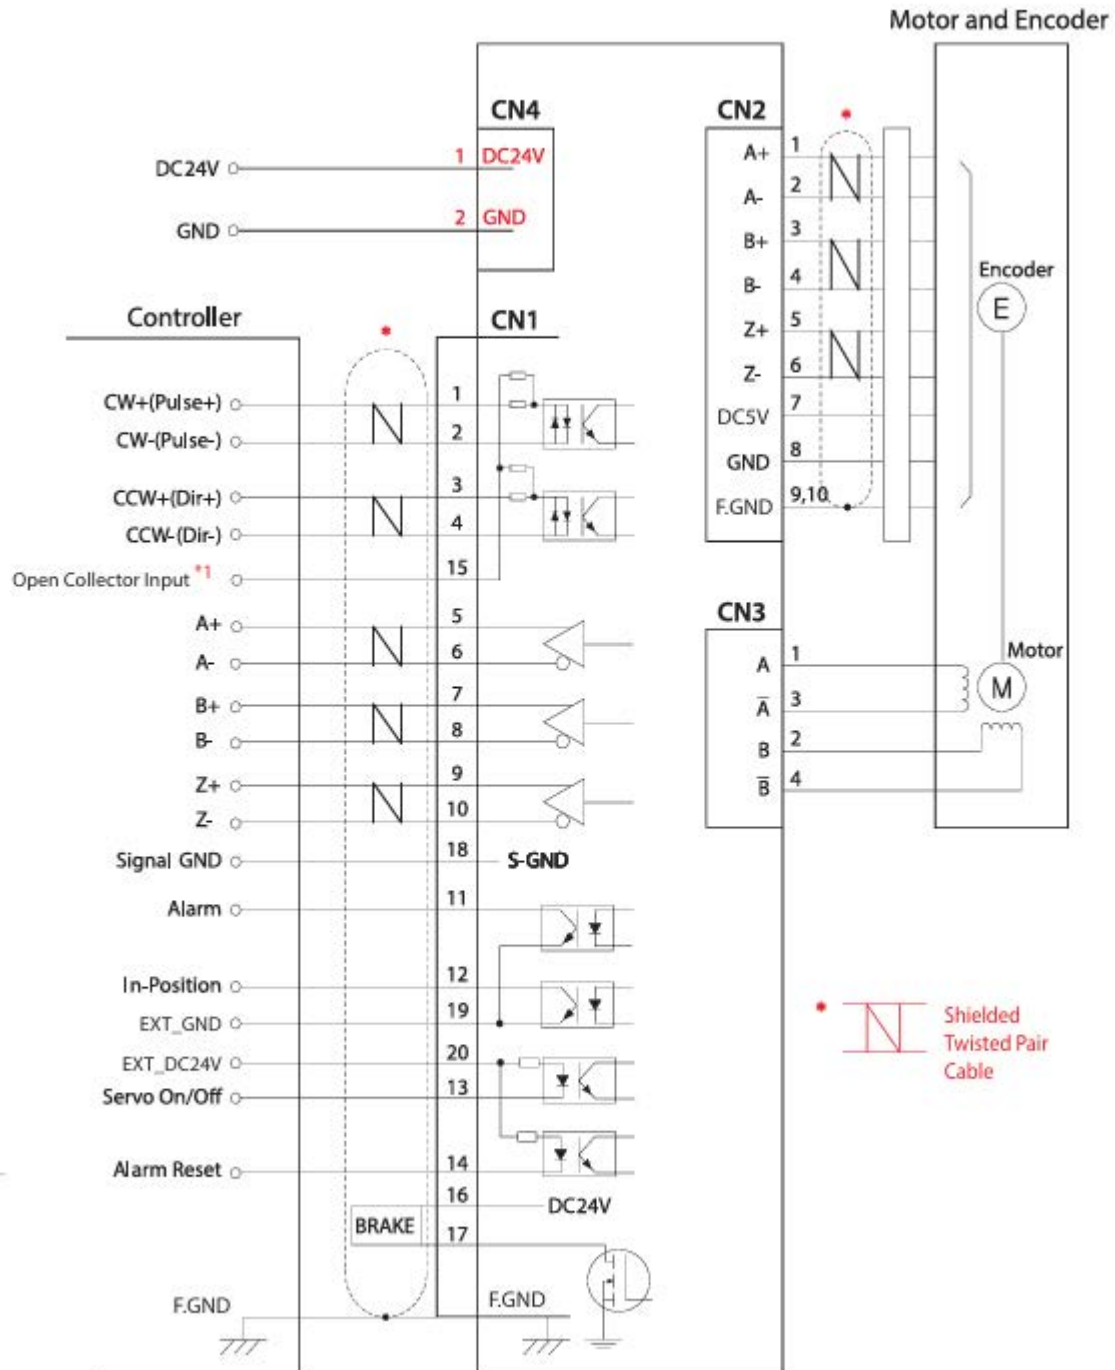 Motor and Encoder
CN4
DC24V
1 DC24V
GND
2 GND
CN2
*
A+ 1
A- 2
B+ 3
B- 4
Z+ 5
Z- 6
DC5V 7
GND 8
F.GND 9,10
Encoder
E
Controller
*
CN1
CW+(Pulse+) 1
CW-(Pulse-) 2
CCW+(Dir+) 3
CCW-(Dir-) 4
Open Collector Input *1 15
A+ 5
A- 6
B+ 7
B- 8
Z+ 9
Z- 10
Signal GND 18 S-GND
Alarm 11
In-Position 12
EXT_GND 19
EXT_DC24V 20
Servo On/Off 13
Alarm Reset 14
16 DC24V
BRAKE 17
F.GND
F.GND
CN3
A 1
A̅ 3
B 2
B̅ 4
Motor
M
* Shielded
Twisted Pair
Cable